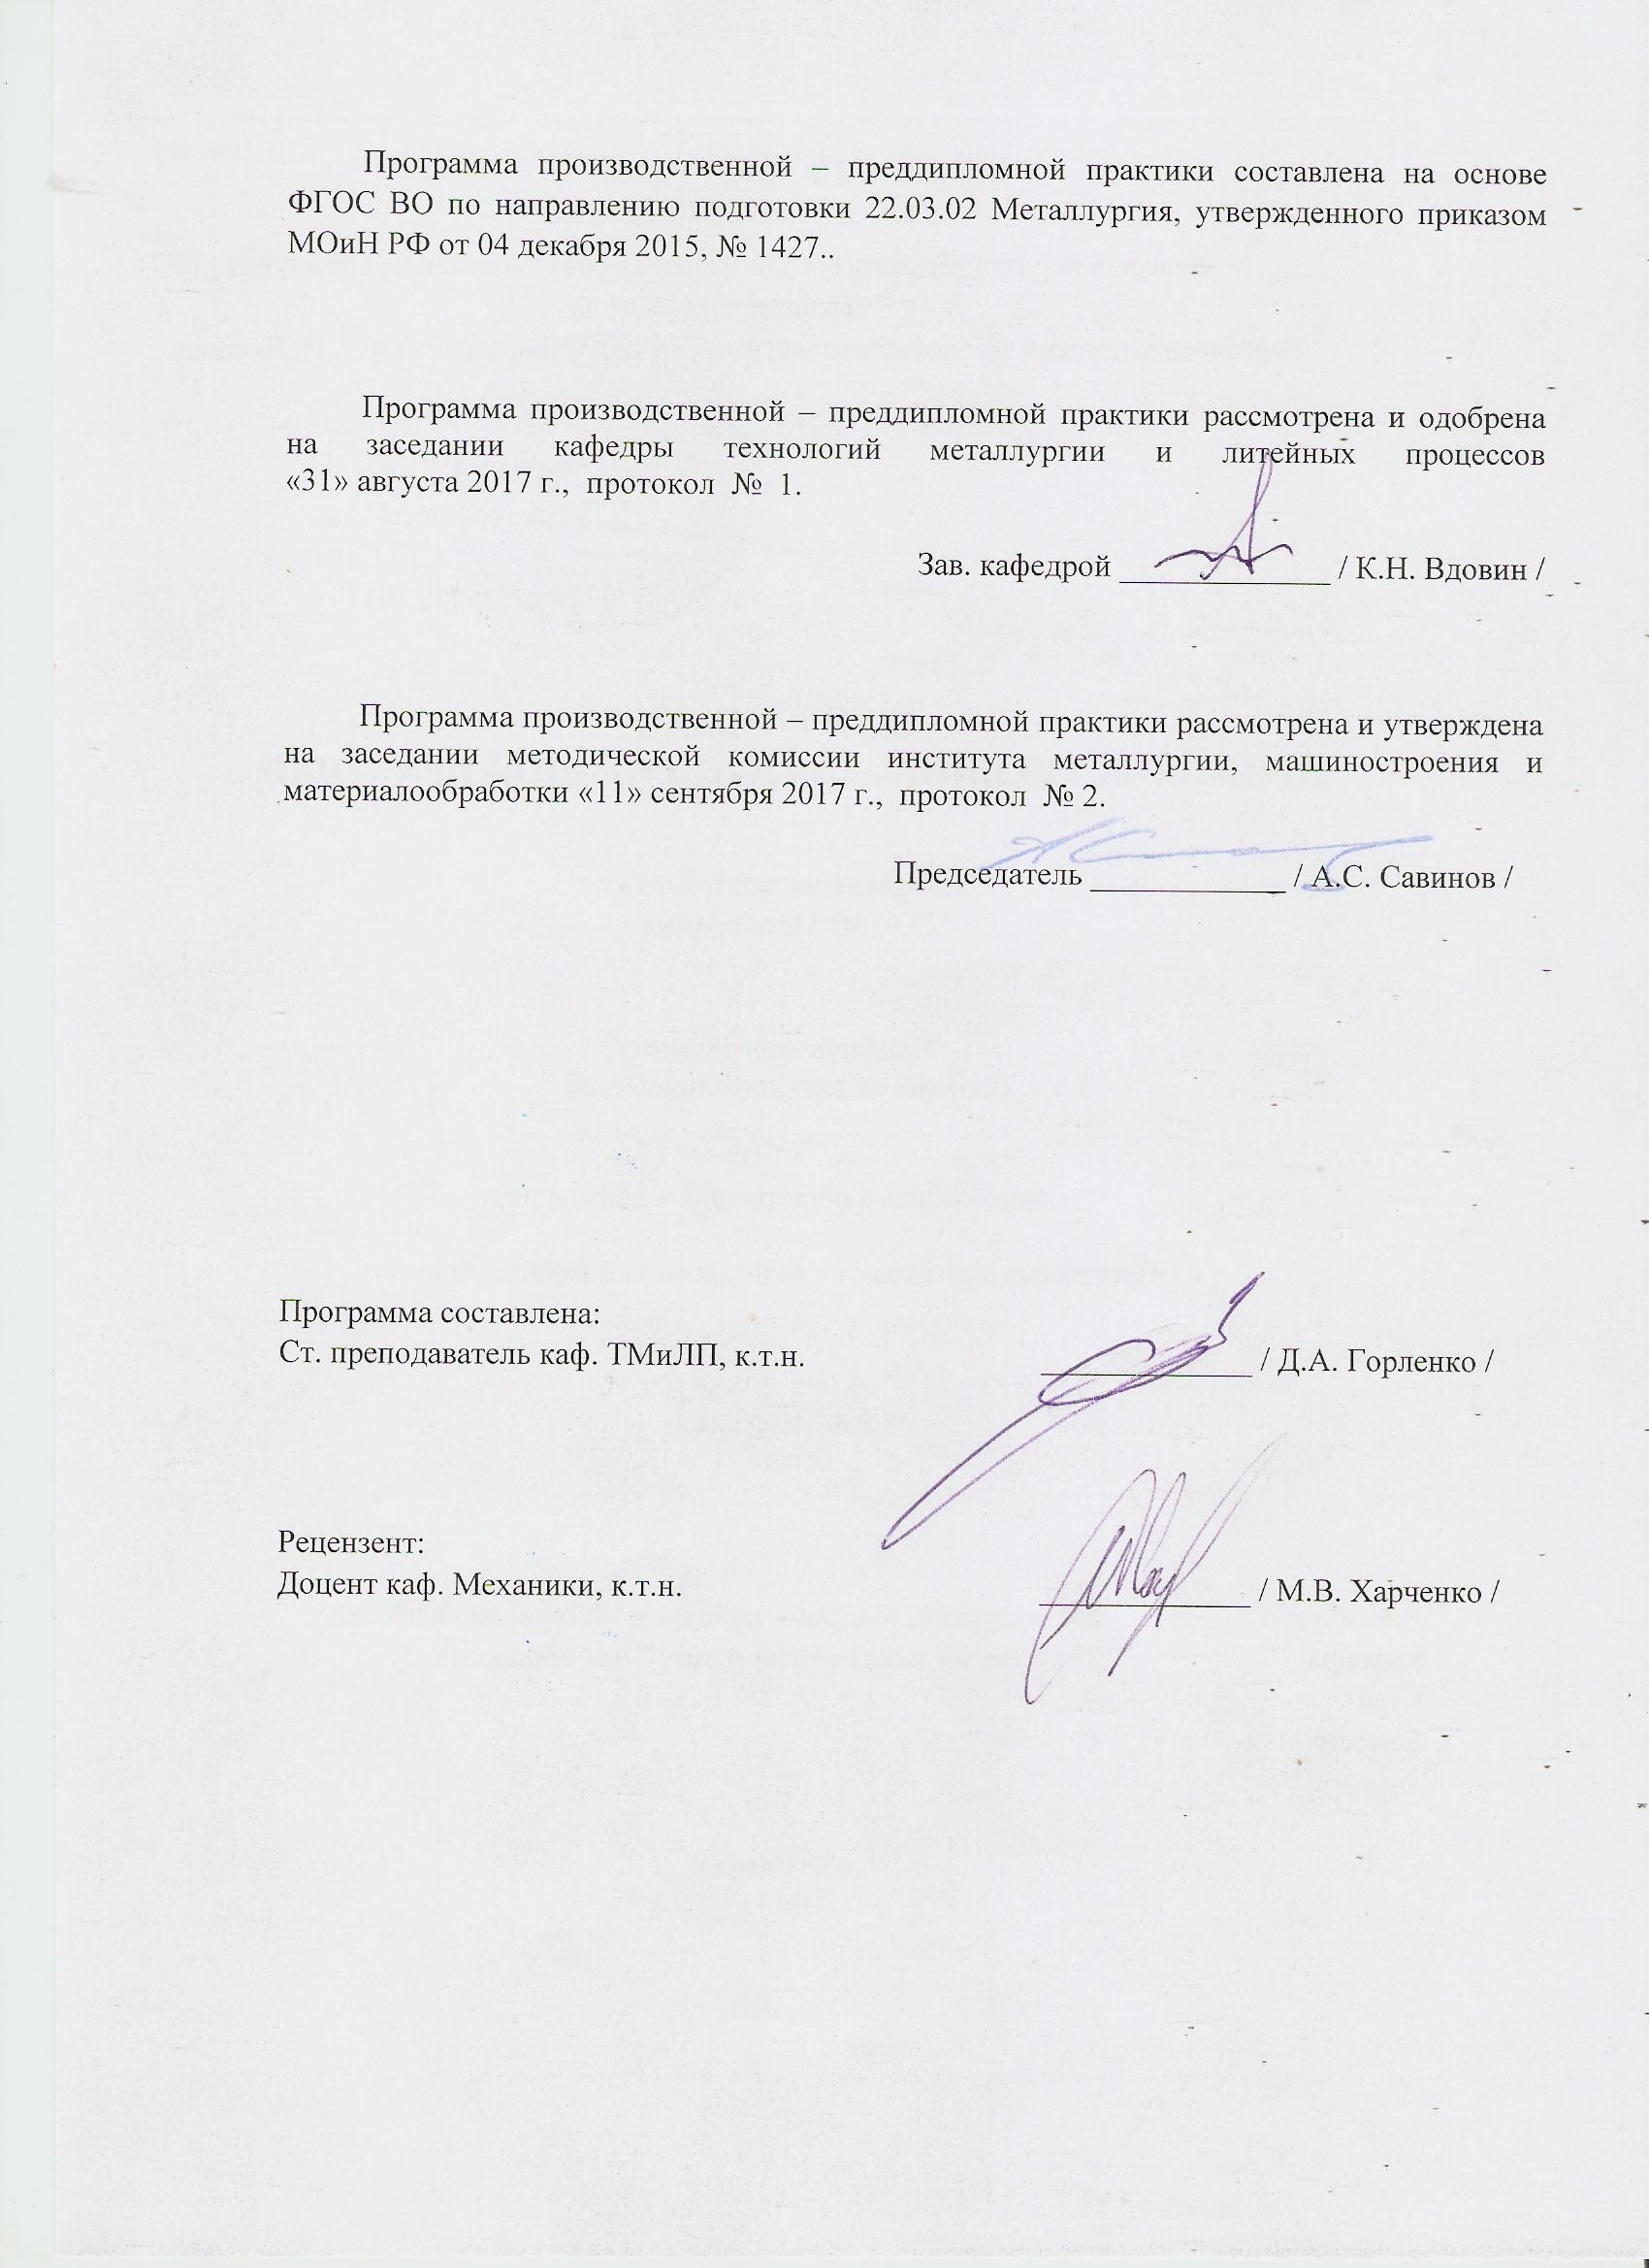 Программа производственной – преддипломной практики составлена на основе
ФГОС ВО по направлению подготовки 22.03.02 Металлургия, утвержденного приказом
МОиН РФ от 04 декабря 2015, № 1427..
Программа производственной – преддипломной практики рассмотрена и одобрена
на заседании кафедры технологий металлургии и литейных процессов
«31» августа 2017 г., протокол № 1.
Зав. кафедрой ______________ / К.Н. Вдовин /
Программа производственной – преддипломной практики рассмотрена и утверждена
на заседании методической комиссии института металлургии, машиностроения и
материалообработки «11» сентября 2017 г., протокол № 2.
Председатель _____________ / А.С. Савинов /
Программа составлена:
Ст. преподаватель каф. ТМиЛП, к.т.н. ______________ / Д.А. Горленко /
Рецензент:
Доцент каф. Механики, к.т.н. ______________ / М.В. Харченко /